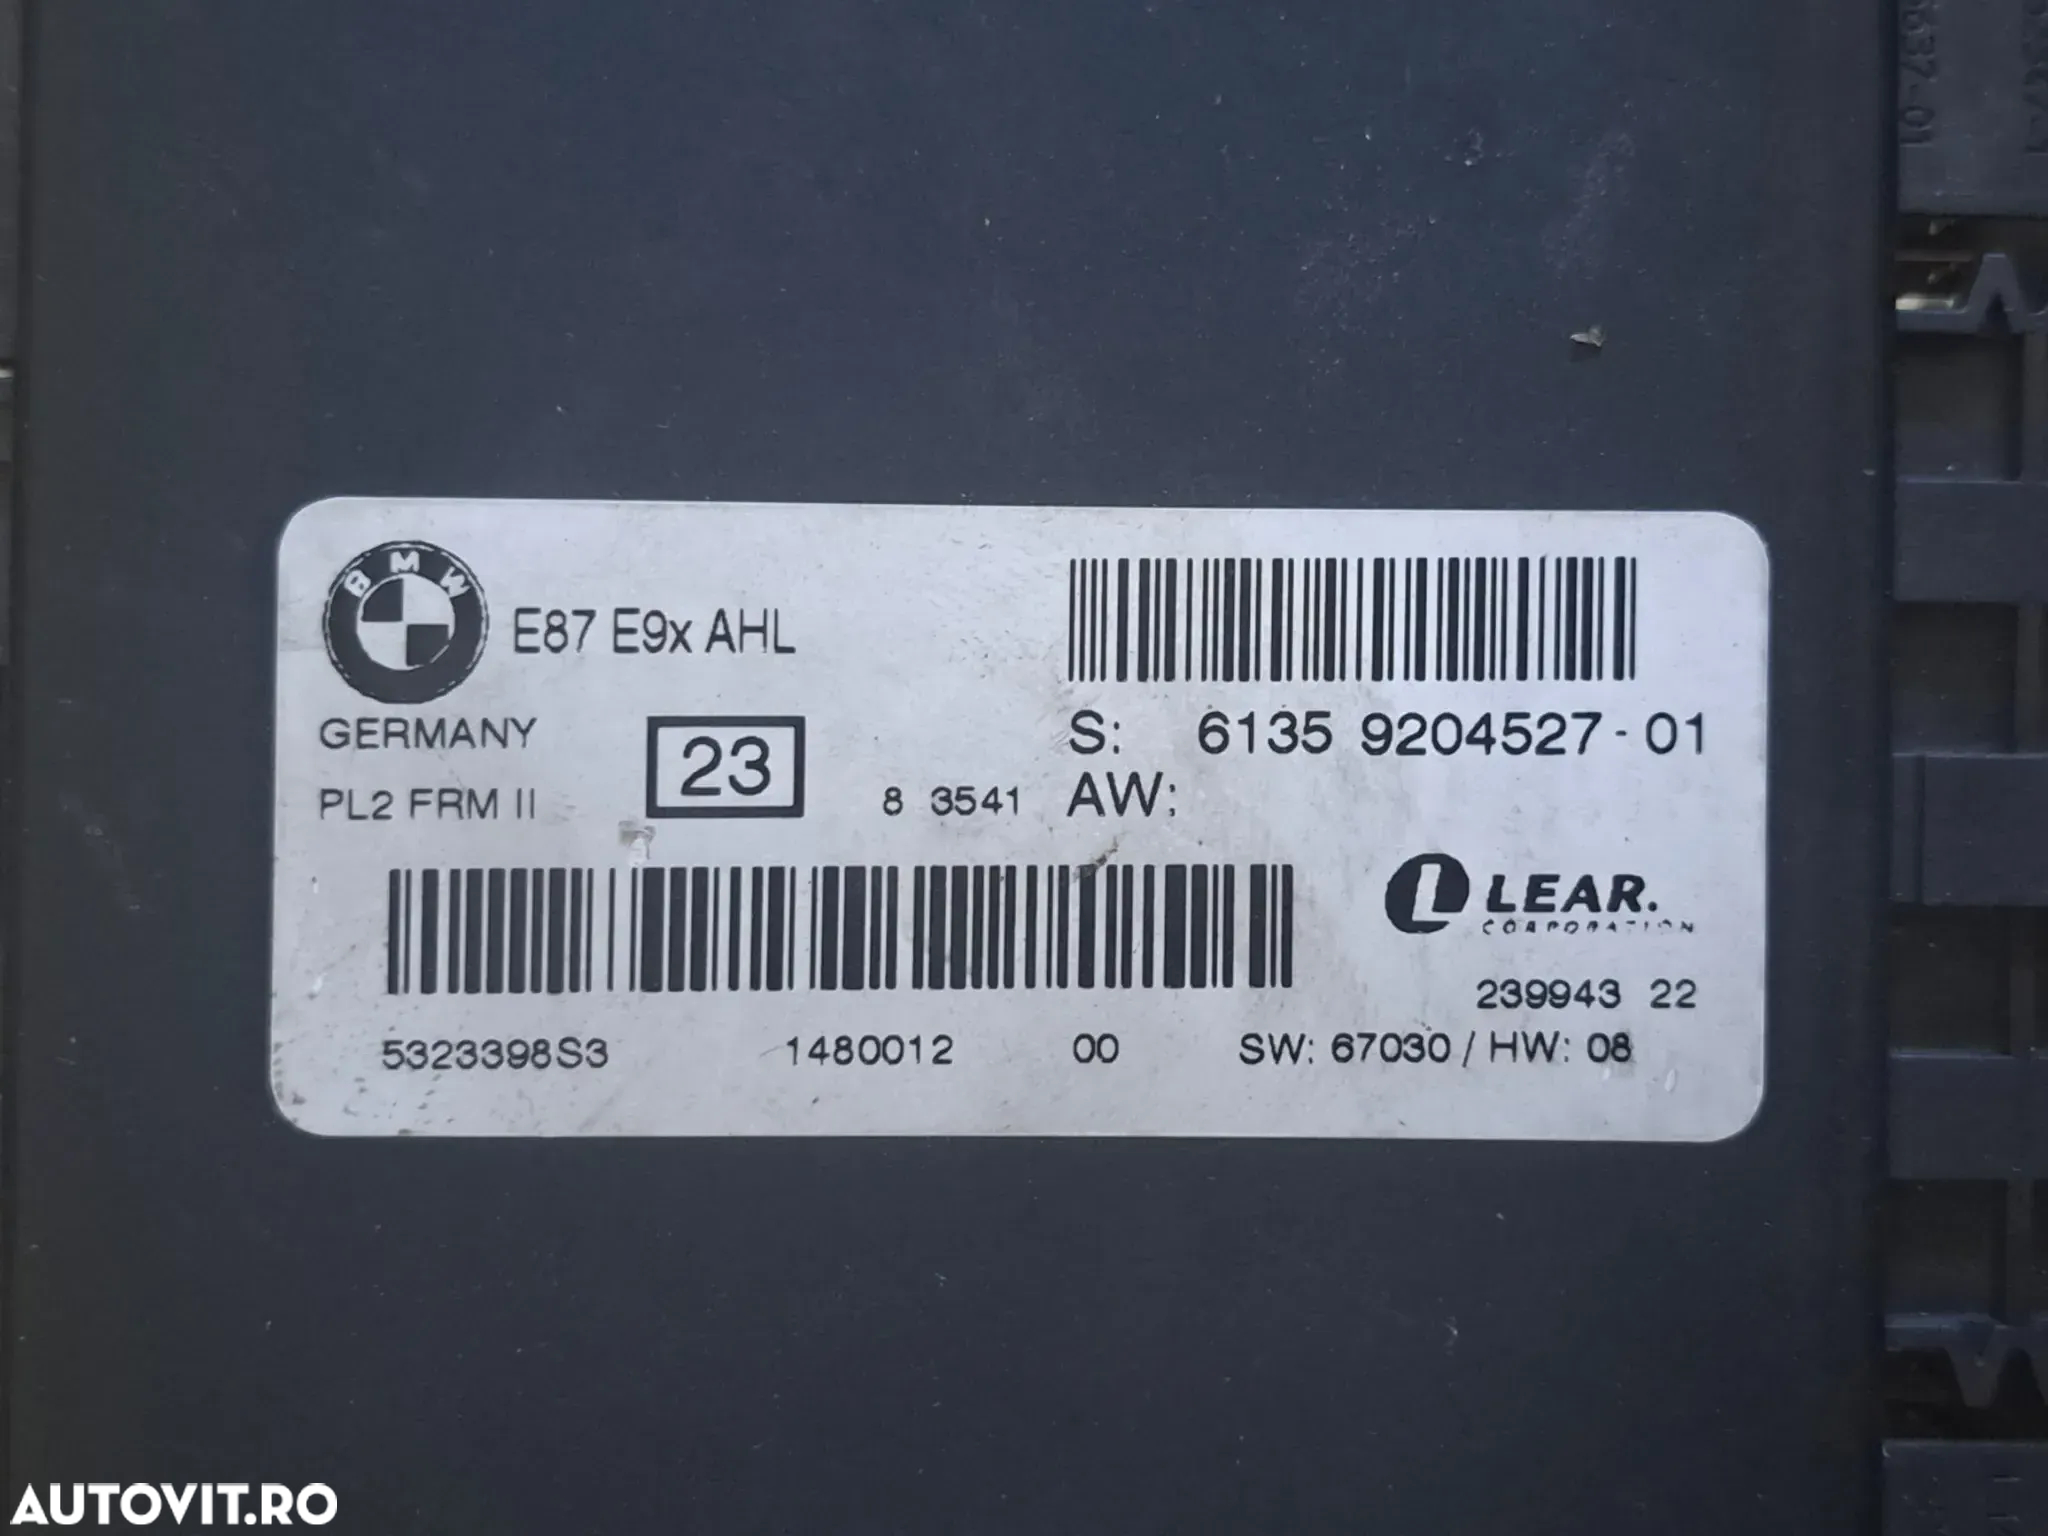 BMW
E87 E9x AHL
GERMANY
23
PL2 FRM II
8 3541
S: 6135 9204527-01
AW:
LEAR.
CORPORATION
239943 22
5323398S3 1480012 00 SW: 67030 / HW: 08
AUTOVIT.RO